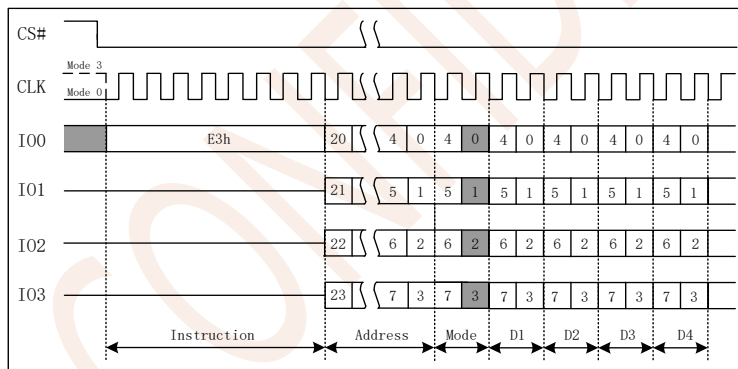 CS#
Mode 3
CLK
Mode 0
IO0 E3h 20 4 0 4 0 4 0 4 0 4 0 4 0
IO1 21 5 1 5 1 5 1 5 1 5 1 5 1
IO2 22 6 2 6 2 6 2 6 2 6 2 6 2
IO3 23 7 3 7 3 7 3 7 3 7 3 7 3
Instruction Address Mode D1 D2 D3 D4
CONFID